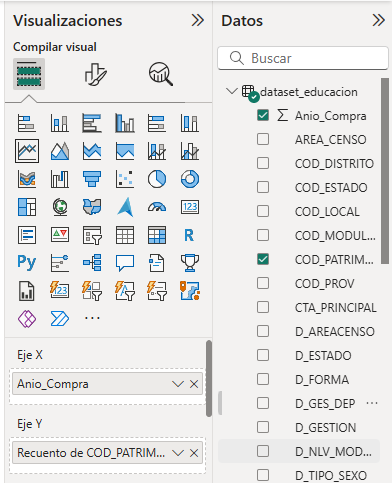 Visualizaciones
Compilar visual
123
R
Py
123
...
Eje X
Anio_Compra
Eje Y
Recuento de COD_PATRIM...
Datos
Buscar
dataset_educacion
Σ Anio_Compra
AREA_CENSO
COD_DISTRITO
COD_ESTADO
COD_LOCAL
COD_MODUL...
COD_PATRIM...
COD_PROV
CTA_PRINCIPAL
D_AREACENSO
D_ESTADO
D_FORMA
D_GES_DEP ...
D_GESTION
D_NLV_MOD...
D_TIPO_SEXO